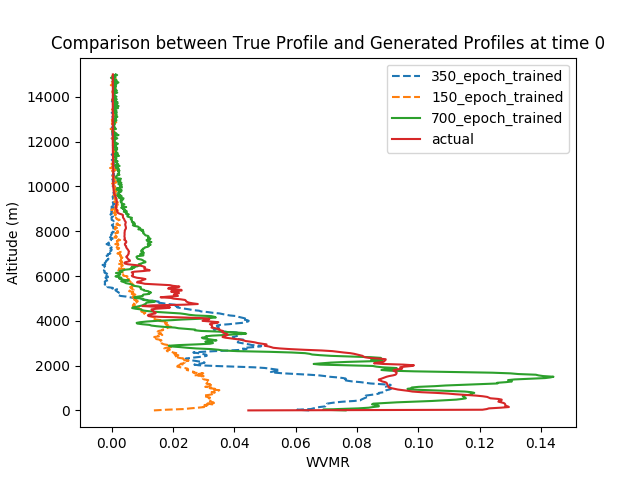 Comparison between True Profile and Generated Profiles at time 0
350_epoch_trained
150_epoch_trained
700_epoch_trained
actual
Altitude (m)
14000
12000
10000
8000
6000
4000
2000
0
0.00 0.02 0.04 0.06 0.08 0.10 0.12 0.14
WVMR